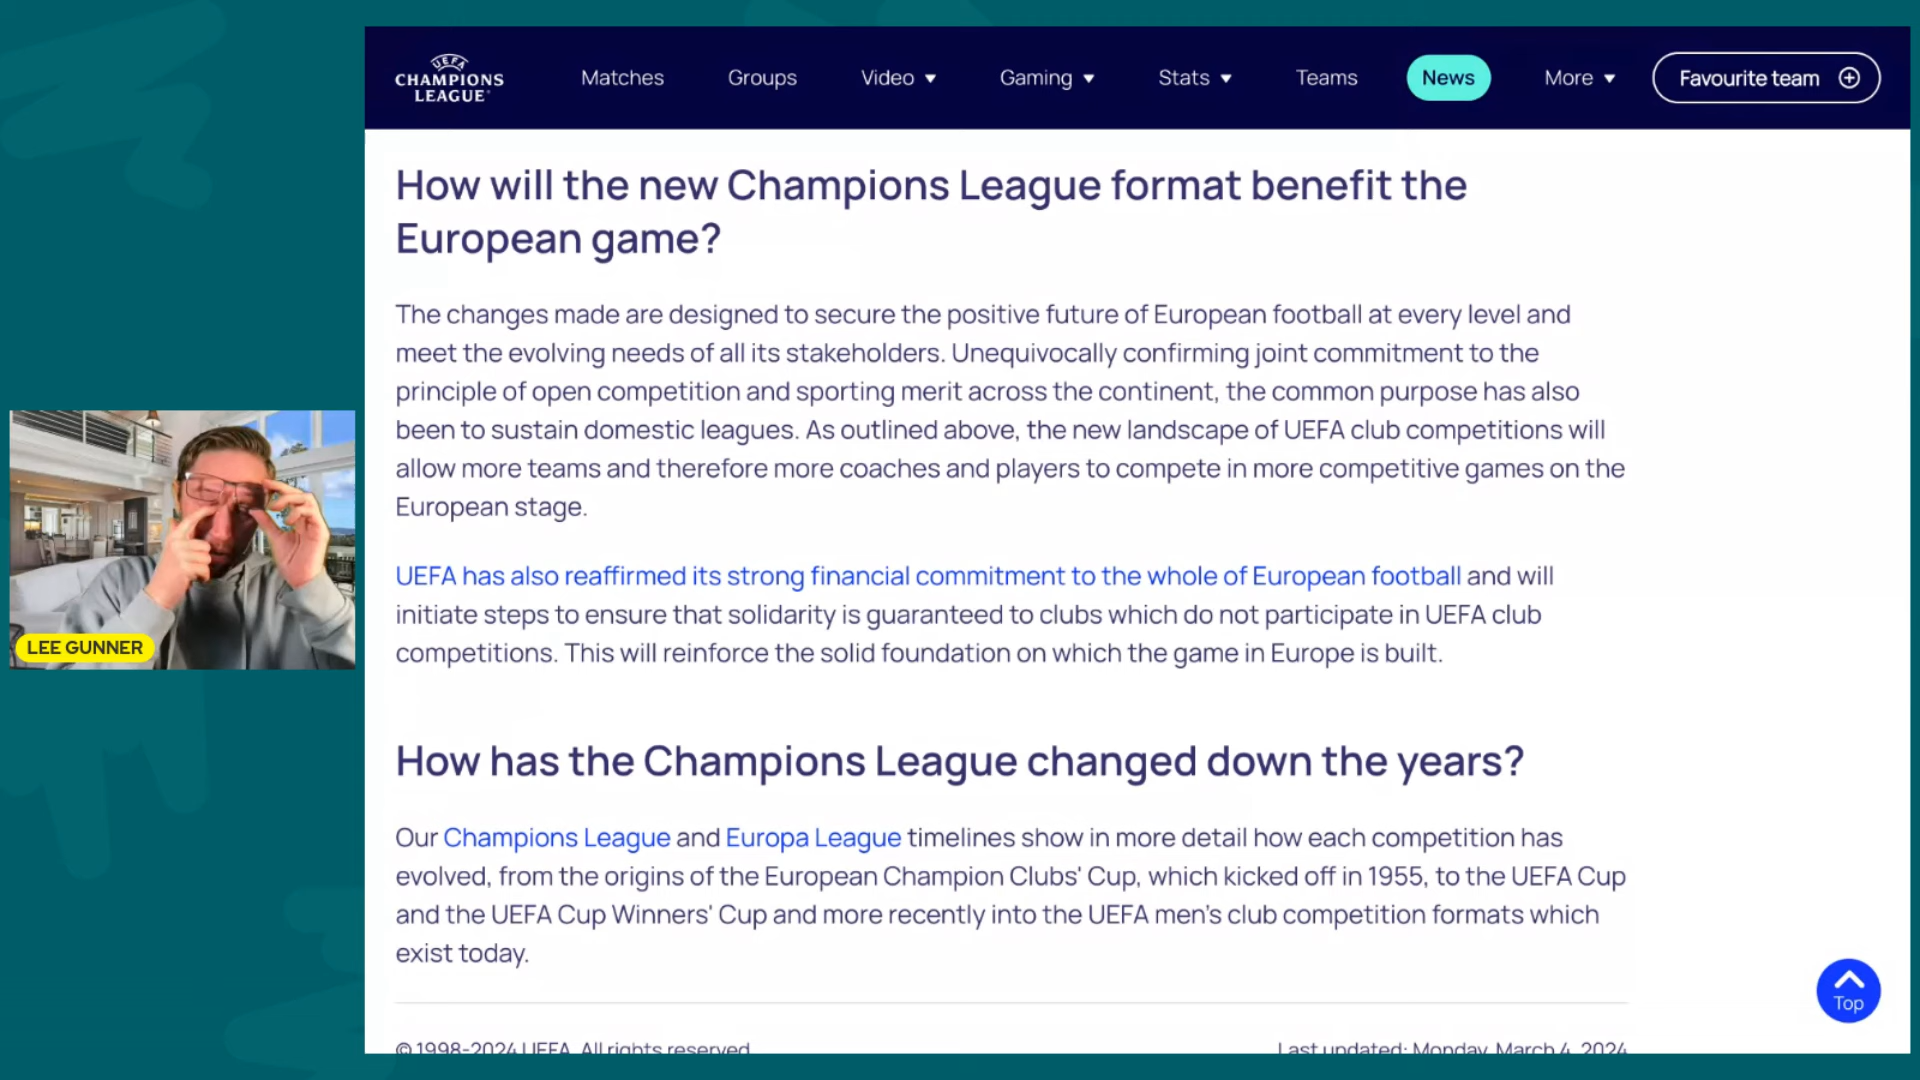 UEFA
CHAMPIONS
LEAGUE
Matches
Groups
Video
Gaming
Stats
Teams
News
More
Favourite team
How will the new Champions League format benefit the
European game?
The changes made are designed to secure the positive future of European football at every level and
meet the evolving needs of all its stakeholders. Unequivocally confirming joint commitment to the
principle of open competition and sporting merit across the continent, the common purpose has also
been to sustain domestic leagues. As outlined above, the new landscape of UEFA club competitions will
allow more teams and therefore more coaches and players to compete in more competitive games on the
European stage.
UEFA has also reaffirmed its strong financial commitment to the whole of European football and will
initiate steps to ensure that solidarity is guaranteed to clubs which do not participate in UEFA club
competitions. This will reinforce the solid foundation on which the game in Europe is built.
LEE GUNNER
How has the Champions League changed down the years?
Our Champions League and Europa League timelines show in more detail how each competition has
evolved, from the origins of the European Champion Clubs' Cup, which kicked off in 1955, to the UEFA Cup
and the UEFA Cup Winners' Cup and more recently into the UEFA men's club competition formats which
exist today.
Top
© 1998-2024 UEFA. All rights reserved.
Last updated: Monday, March 4, 2024